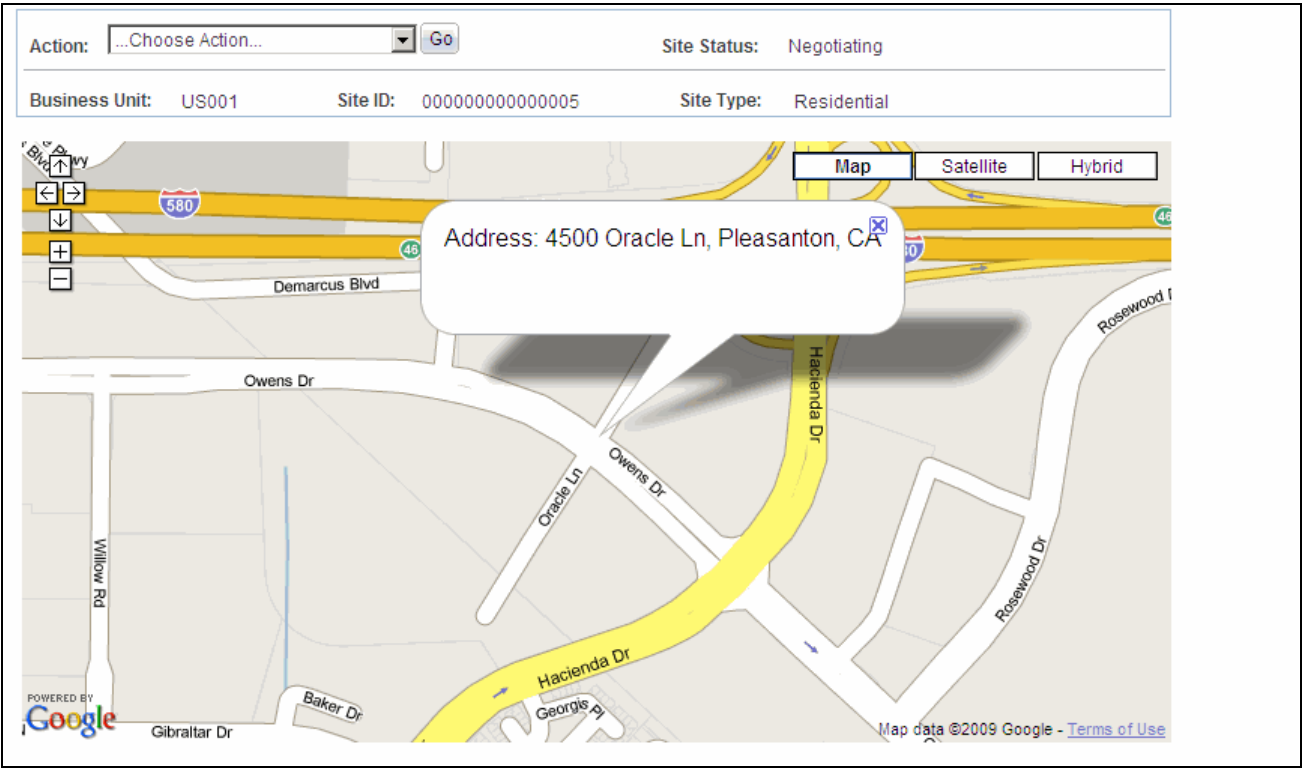 Action: ...Choose Action... Go Site Status: Negotiating
Business Unit: US001 Site ID: 000000000000005 Site Type: Residential
Map Satellite Hybrid
580
46
46
Address: 4500 Oracle Ln, Pleasanton, CA
Demarcus Blvd
Rosewood
Owens Dr
Hacienda Dr
Owens Dr
Oracle Ln
Willow Rd
Rosewood Dr
Hacienda Dr
Baker Dr
Georgis Pl
POWERED BY
Google
Gibraltar Dr
Map data ©2009 Google - Terms of Use